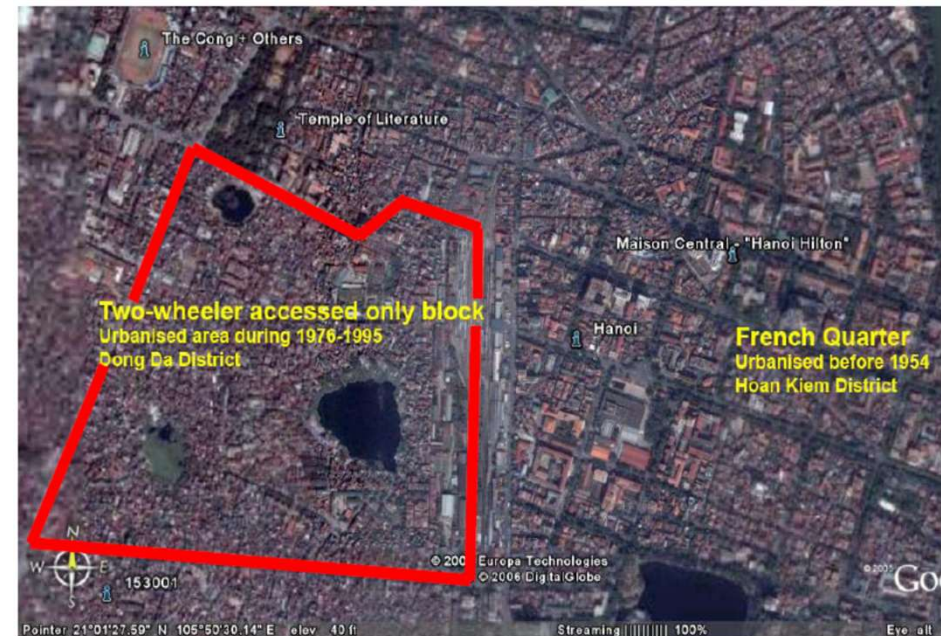 The Cong + Others
Temple of Literature
Maison Central - "Hanoi Hilton"
Two-wheeler accessed only block
Urbanised area during 1976-1995
Dong Da District
Hanoi
French Quarter
Urbanised before 1954
Hoan Kiem District
N
W E
S
153001
© 200 Europa Technologies
© 2006 DigitalGlobe
© 2005
Go
Pointer 21°01'27.59" N 105°50'30.14" E elev 40 ft
Streaming |||||||||| 100%
Eye alt